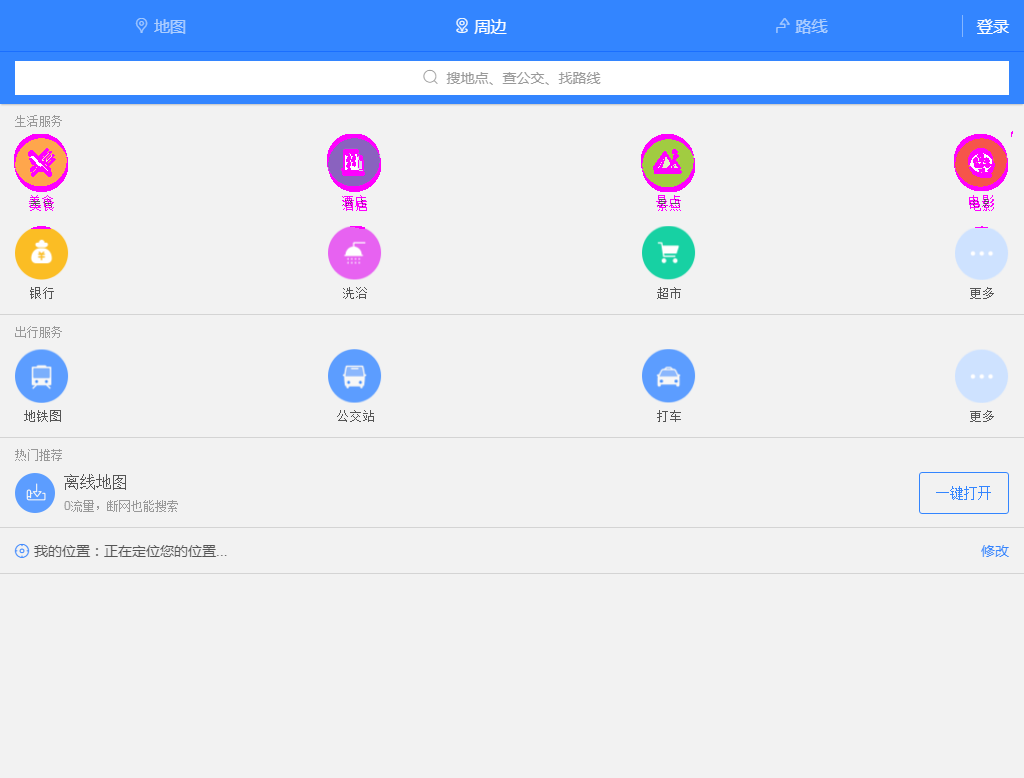 地图 周边 路线 登录
搜地点、查公交、找路线
生活服务
美食 酒店 景点 电影
银行 洗浴 超市 更多
出行服务
地铁图 公交站 打车 更多
热门推荐
离线地图
0流量，断网也能搜索
一键打开
我的位置：正在定位您的位置... 修改